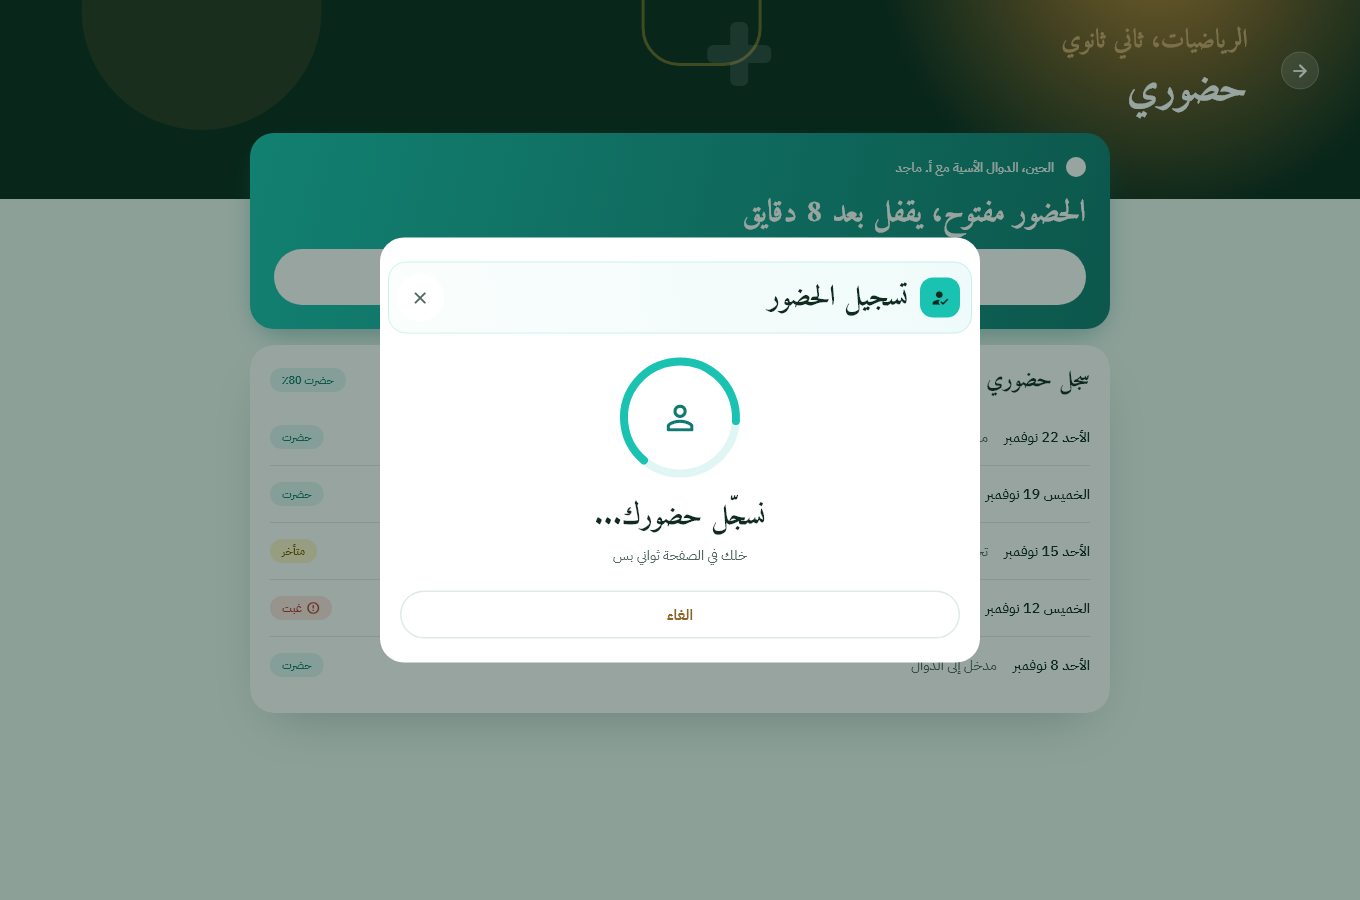 الرياضيات، ثاني ثانوي
حضوري
الحين، الدوال الأسية مع أ. ماجد
الحضور مفتوح، يقفل بعد 8 دقايق
تسجيل الحضور
نسجّل حضورك...
خلك في الصفحة ثواني بس
الغاء
سجل حضوري
حضرت 80٪
الأحد 22 نوفمبر
حضرت
الخميس 19 نوفمبر
حضرت
الأحد 15 نوفمبر
متأخر
الخميس 12 نوفمبر
غبت
الأحد 8 نوفمبر
مدخل إلى الدوال
حضرت